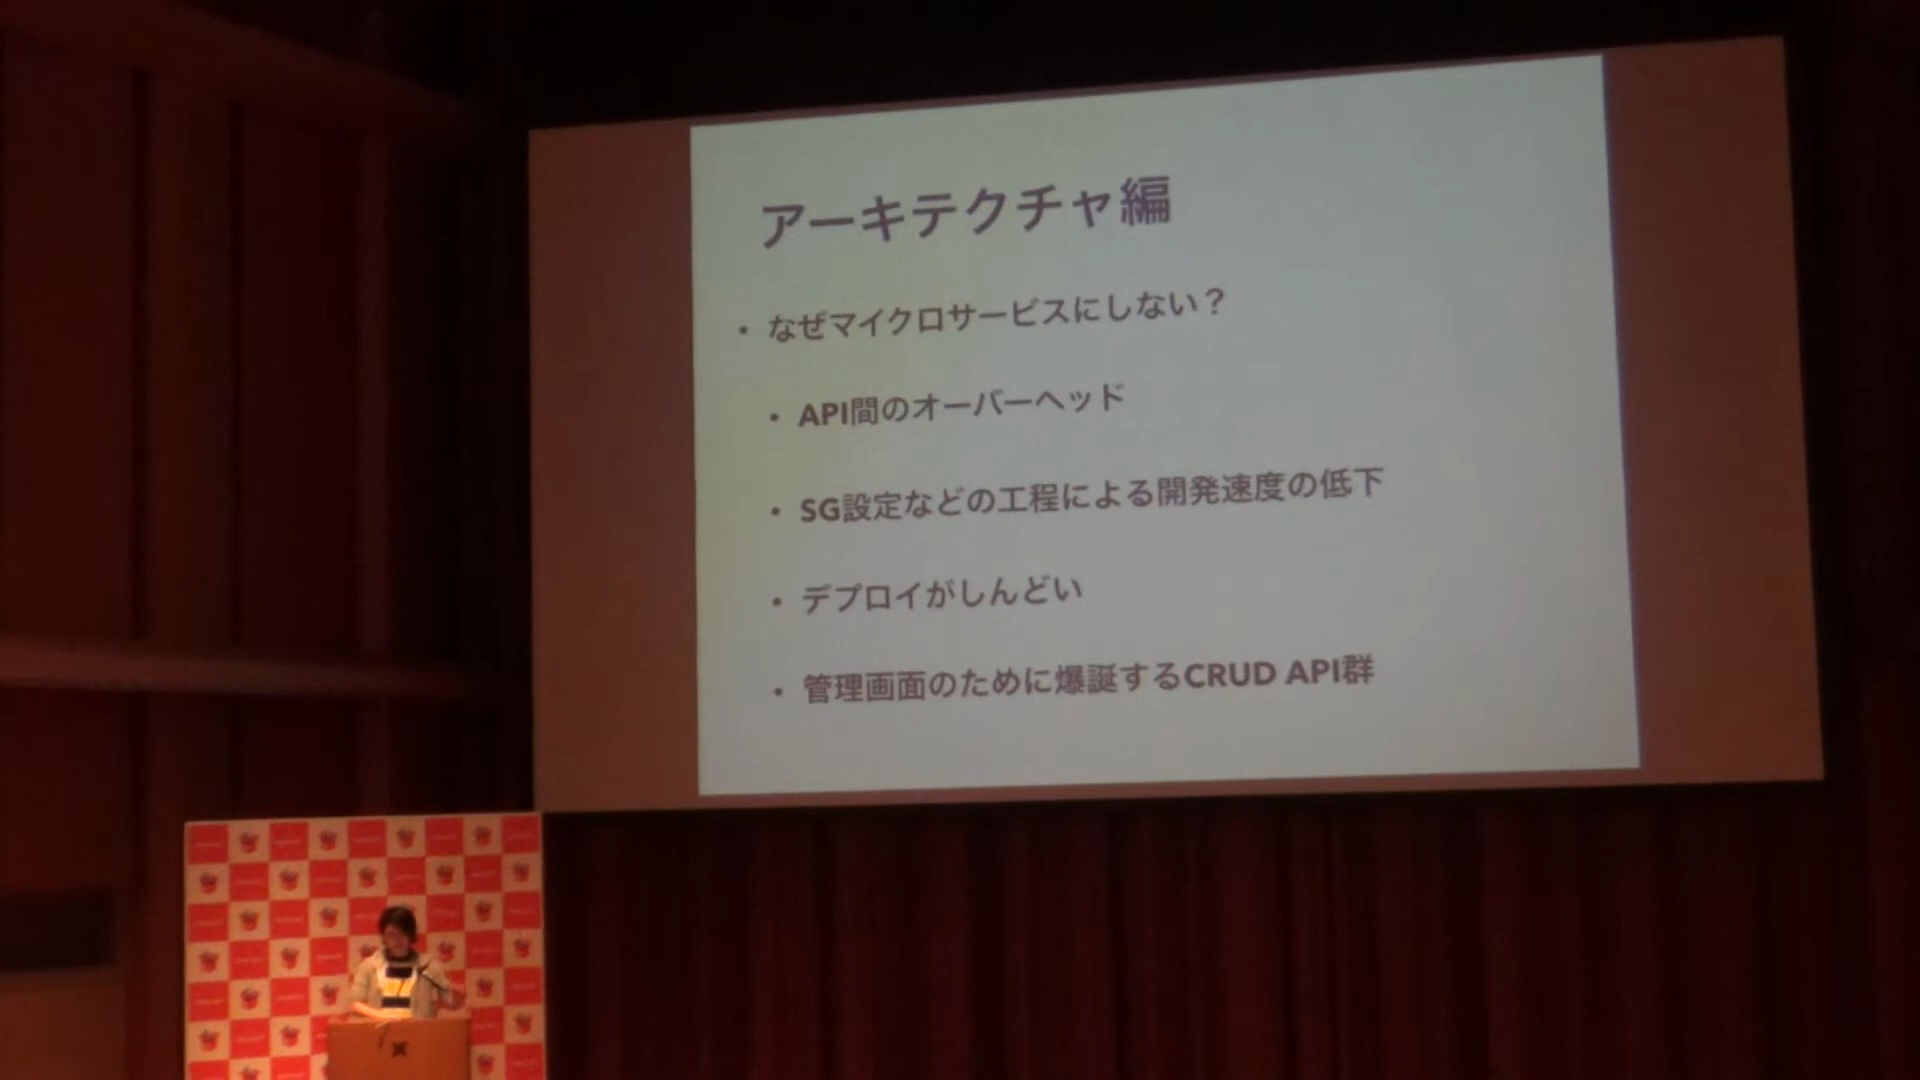 アーキテクチャ編
• なぜマイクロサービスにしない？
• API間のオーバーヘッド
• SG設定などの工程による開発速度の低下
• デプロイがしんどい
• 管理画面のために爆誕するCRUD API群